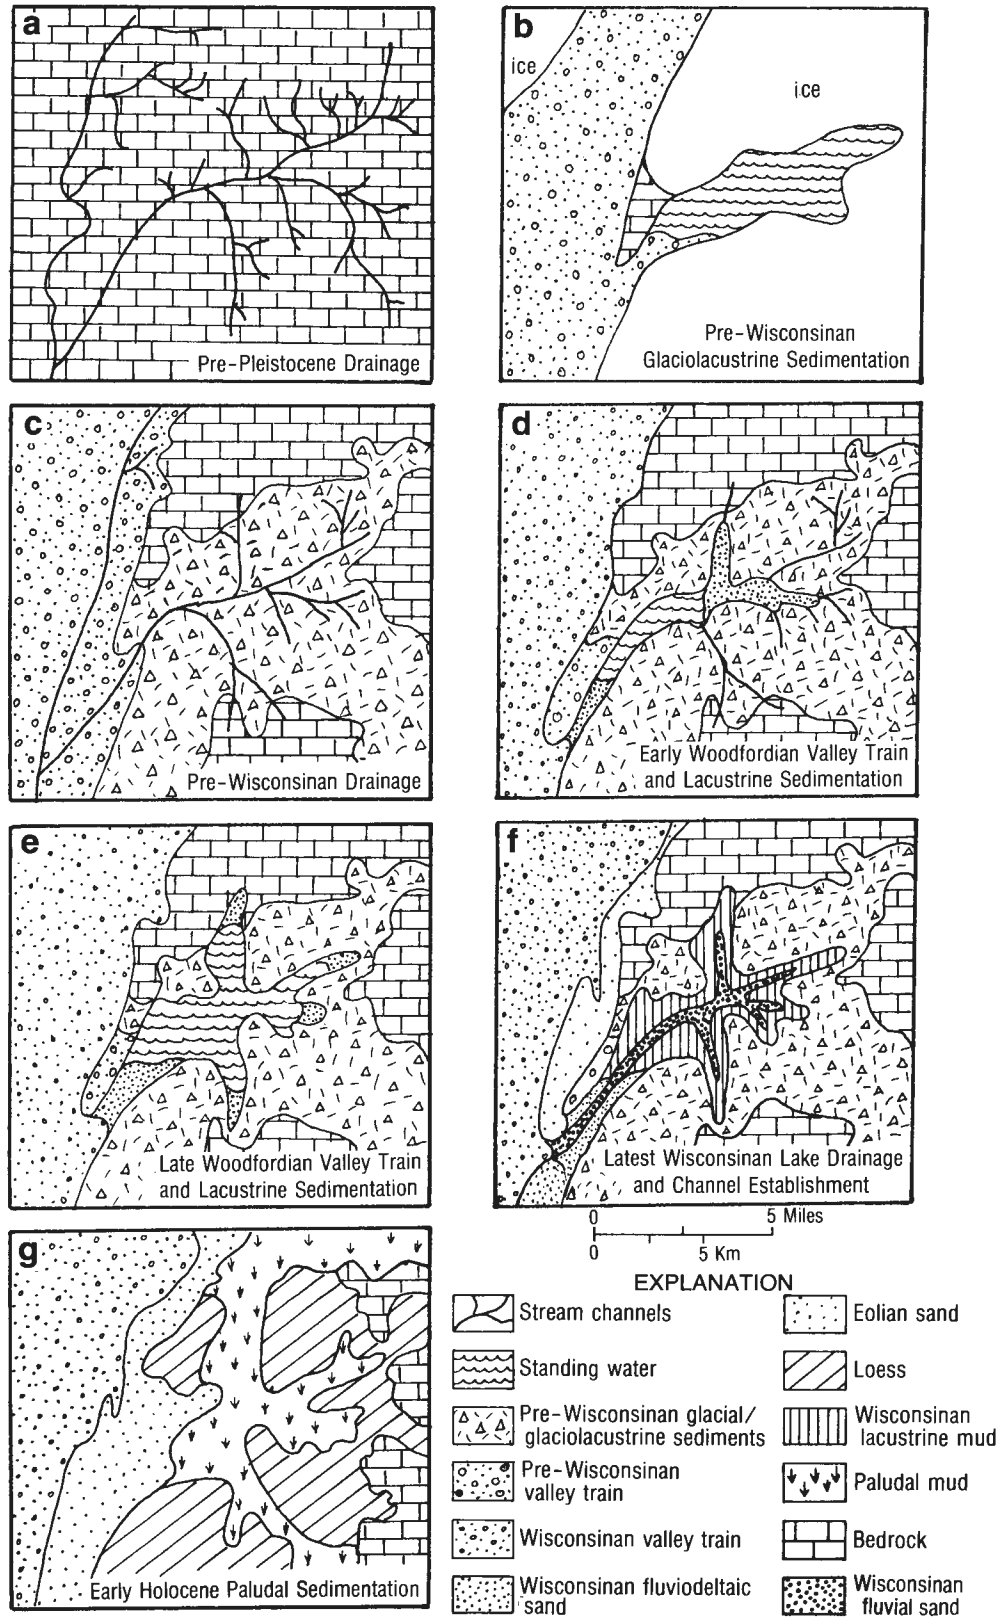 a
Pre-Pleistocene Drainage
b
ice
ice
Pre-Wisconsinan
Glaciolacustrine Sedimentation
c
Pre-Wisconsinan Drainage
d
Early Woodfordian Valley Train
and Lacustrine Sedimentation
e
Late Woodfordian Valley Train
and Lacustrine Sedimentation
f
Latest Wisconsinan Lake Drainage
and Channel Establishment
g
Early Holocene Paludal Sedimentation
0 5 Miles
0 5 Km
EXPLANATION
Stream channels
Standing water
Pre-Wisconsinan glacial/
glaciolacustrine sediments
Pre-Wisconsinan
valley train
Wisconsinan valley train
Wisconsinan fluviodeltaic
sand
Eolian sand
Loess
Wisconsinan
lacustrine mud
Paludal mud
Bedrock
Wisconsinan
fluvial sand